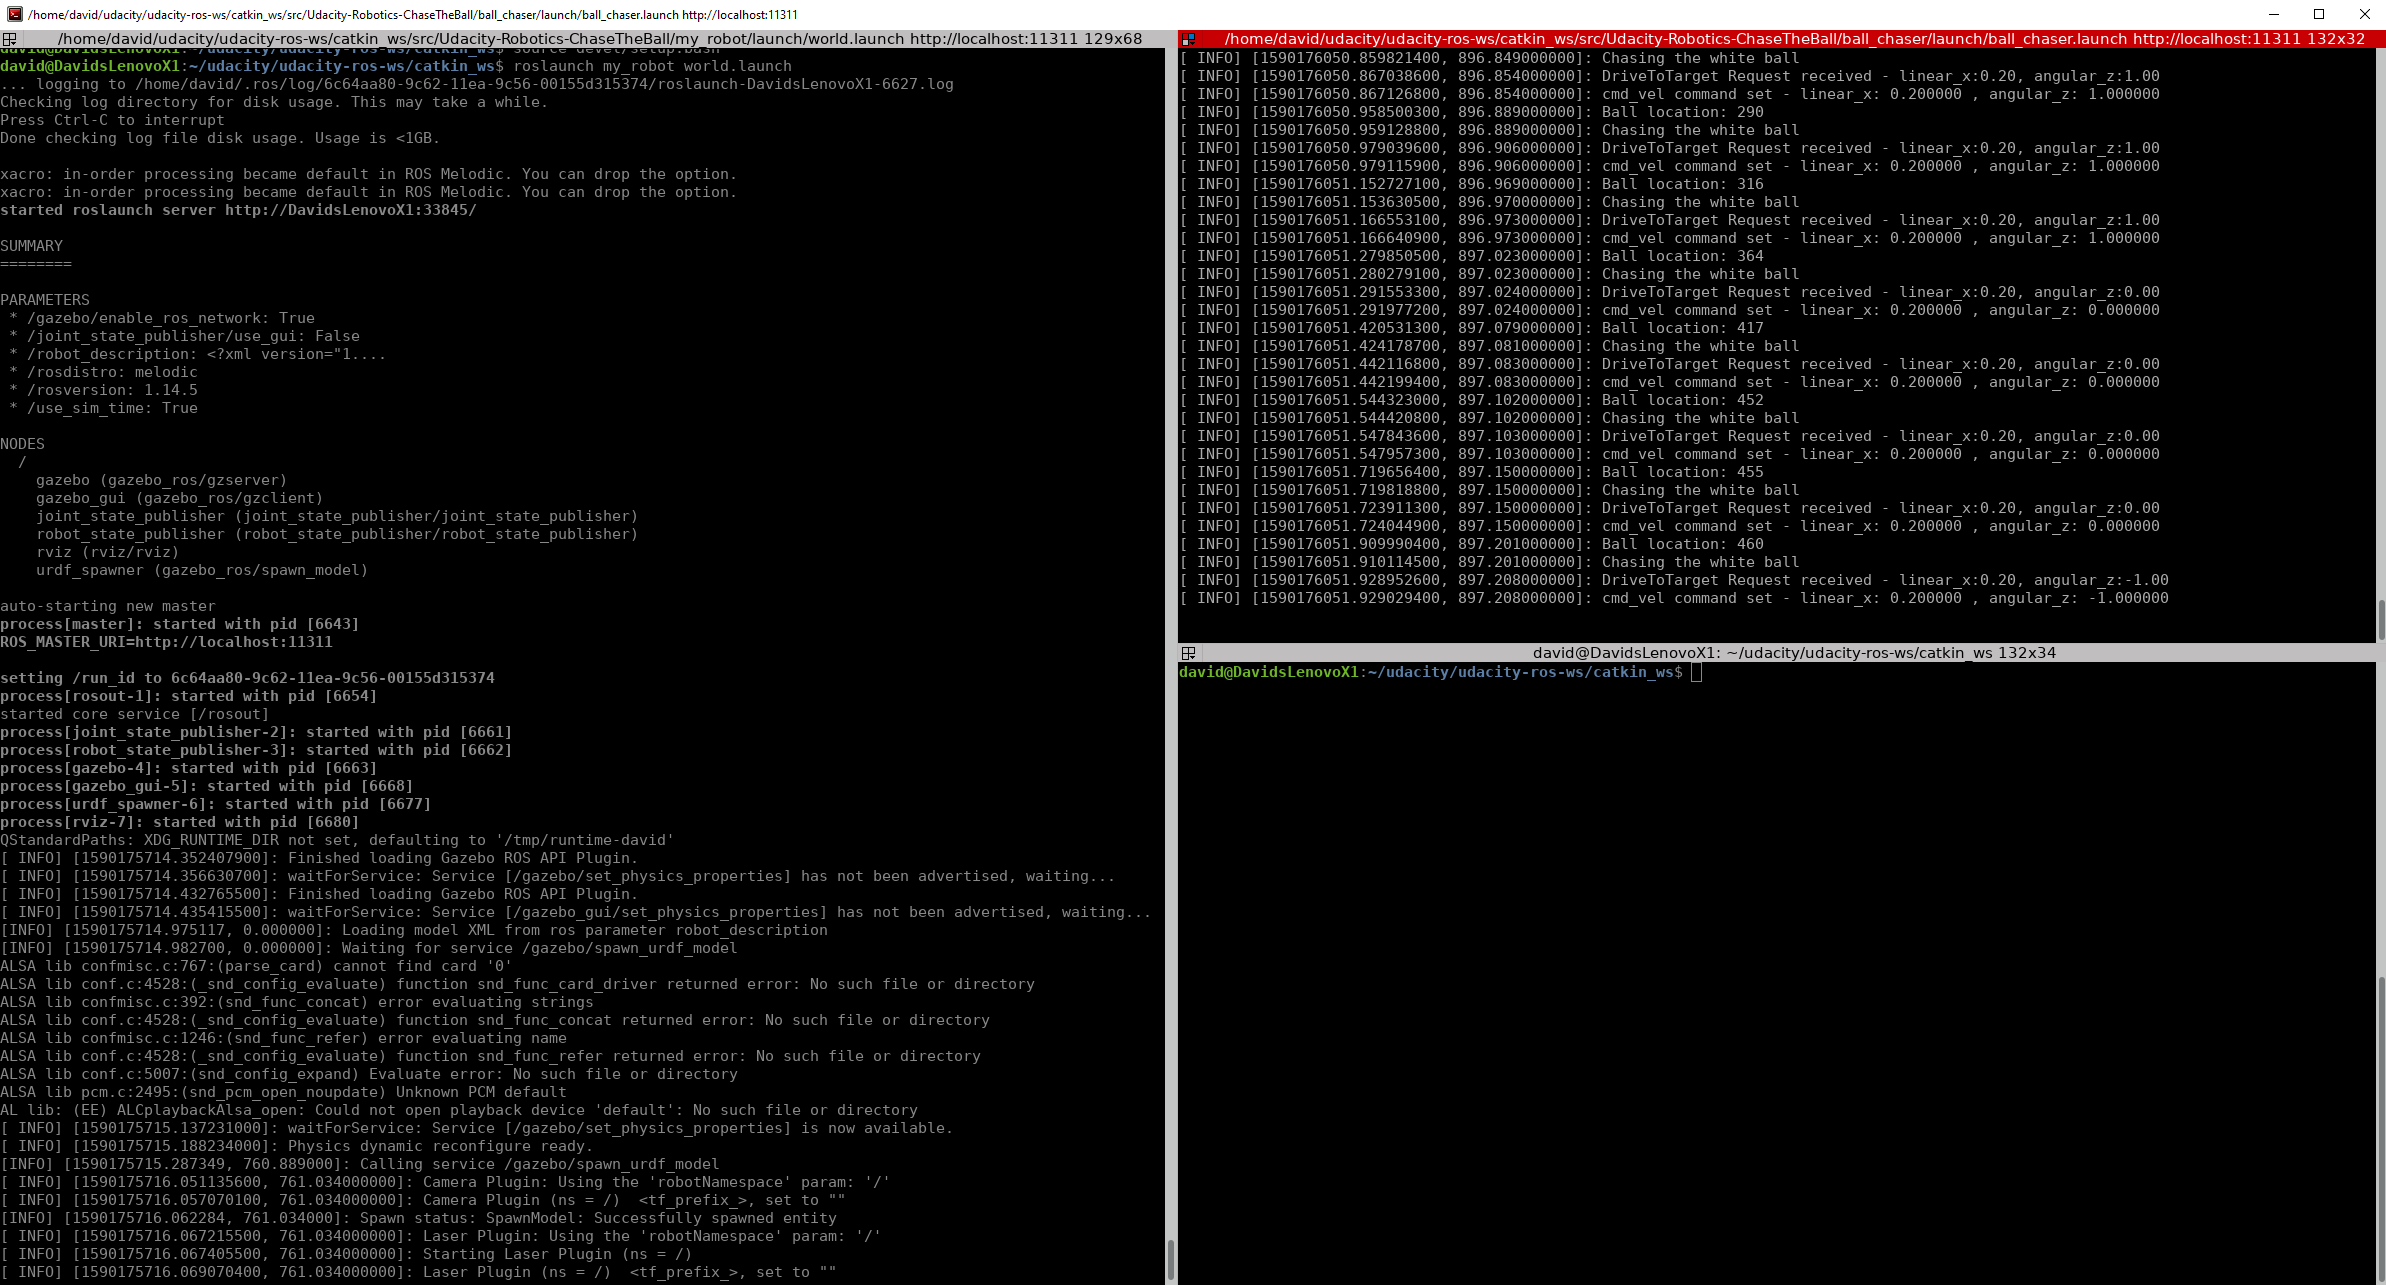 /home/david/udacity/udacity-ros-ws/catkin_ws/src/Udacity-Robotics-ChaseTheBall/ball_chaser/launch/ball_chaser.launch http://localhost:11311
/home/david/udacity/udacity-ros-ws/catkin_ws/src/Udacity-Robotics-ChaseTheBall/my_robot/launch/world.launch http://localhost:11311 129x68
david@DavidsLenovoX1:~/udacity/udacity-ros-ws/catkin_ws$ source devel/setup.bash
david@DavidsLenovoX1:~/udacity/udacity-ros-ws/catkin_ws$ roslaunch my_robot world.launch
... logging to /home/david/.ros/log/6c64aa80-9c62-11ea-9c56-00155d315374/roslaunch-DavidsLenovoX1-6627.log
Checking log directory for disk usage. This may take a while.
Press Ctrl-C to interrupt
Done checking log file disk usage. Usage is <1GB.
xacro: in-order processing became default in ROS Melodic. You can drop the option.
xacro: in-order processing became default in ROS Melodic. You can drop the option.
started roslaunch server http://DavidsLenovoX1:33845/
SUMMARY
========
PARAMETERS
* /gazebo/enable_ros_network: True
* /joint_state_publisher/use_gui: False
* /robot_description: <?xml version="1....
* /rosdistro: melodic
* /rosversion: 1.14.5
* /use_sim_time: True
NODES
/
gazebo (gazebo_ros/gzserver)
gazebo_gui (gazebo_ros/gzclient)
joint_state_publisher (joint_state_publisher/joint_state_publisher)
robot_state_publisher (robot_state_publisher/robot_state_publisher)
rviz (rviz/rviz)
urdf_spawner (gazebo_ros/spawn_model)
auto-starting new master
process[master]: started with pid [6643]
ROS_MASTER_URI=http://localhost:11311
setting /run_id to 6c64aa80-9c62-11ea-9c56-00155d315374
process[rosout-1]: started with pid [6654]
started core service [/rosout]
process[joint_state_publisher-2]: started with pid [6661]
process[robot_state_publisher-3]: started with pid [6662]
process[gazebo-4]: started with pid [6663]
process[gazebo_gui-5]: started with pid [6668]
process[urdf_spawner-6]: started with pid [6677]
process[rviz-7]: started with pid [6680]
QStandardPaths: XDG_RUNTIME_DIR not set, defaulting to '/tmp/runtime-david'
[ INFO] [1590175714.352407900]: Finished loading Gazebo ROS API Plugin.
[ INFO] [1590175714.356630700]: waitForService: Service [/gazebo/set_physics_properties] has not been advertised, waiting...
[ INFO] [1590175714.432765500]: Finished loading Gazebo ROS API Plugin.
[ INFO] [1590175714.435415500]: waitForService: Service [/gazebo_gui/set_physics_properties] has not been advertised, waiting...
[INFO] [1590175714.975117, 0.000000]: Loading model XML from ros parameter robot_description
[INFO] [1590175714.982700, 0.000000]: Waiting for service /gazebo/spawn_urdf_model
ALSA lib confmisc.c:767:(parse_card) cannot find card '0'
ALSA lib conf.c:4528:(_snd_config_evaluate) function snd_func_card_driver returned error: No such file or directory
ALSA lib confmisc.c:392:(snd_func_concat) error evaluating strings
ALSA lib conf.c:4528:(_snd_config_evaluate) function snd_func_concat returned error: No such file or directory
ALSA lib confmisc.c:1246:(snd_func_refer) error evaluating name
ALSA lib conf.c:4528:(_snd_config_evaluate) function snd_func_refer returned error: No such file or directory
ALSA lib conf.c:5007:(snd_config_expand) Evaluate error: No such file or directory
ALSA lib pcm.c:2495:(snd_pcm_open_noupdate) Unknown PCM default
AL lib: (EE) ALCplaybackAlsa_open: Could not open playback device 'default': No such file or directory
[ INFO] [1590175715.137231000]: waitForService: Service [/gazebo/set_physics_properties] is now available.
[ INFO] [1590175715.188234000]: Physics dynamic reconfigure ready.
[INFO] [1590175715.287349, 760.889000]: Calling service /gazebo/spawn_urdf_model
[ INFO] [1590175716.051135600, 761.034000000]: Camera Plugin: Using the 'robotNamespace' param: '/'
[ INFO] [1590175716.057070100, 761.034000000]: Camera Plugin (ns = /)  <tf_prefix_>, set to ""
[INFO] [1590175716.062284, 761.034000]: Spawn status: SpawnModel: Successfully spawned entity
[ INFO] [1590175716.067215500, 761.034000000]: Laser Plugin: Using the 'robotNamespace' param: '/'
[ INFO] [1590175716.067405500, 761.034000000]: Starting Laser Plugin (ns = /)
[ INFO] [1590175716.069070400, 761.034000000]: Laser Plugin (ns = /)  <tf_prefix_>, set to ""
/home/david/udacity/udacity-ros-ws/catkin_ws/src/Udacity-Robotics-ChaseTheBall/ball_chaser/launch/ball_chaser.launch http://localhost:11311 132x32
[ INFO] [1590176050.859821400, 896.849000000]: Chasing the white ball
[ INFO] [1590176050.867038600, 896.854000000]: DriveToTarget Request received - linear_x:0.20, angular_z:1.00
[ INFO] [1590176050.867126800, 896.854000000]: cmd_vel command set - linear_x: 0.200000 , angular_z: 1.000000
[ INFO] [1590176050.958500300, 896.889000000]: Ball location: 290
[ INFO] [1590176050.959128800, 896.889000000]: Chasing the white ball
[ INFO] [1590176050.979039600, 896.906000000]: DriveToTarget Request received - linear_x:0.20, angular_z:1.00
[ INFO] [1590176050.979115900, 896.906000000]: cmd_vel command set - linear_x: 0.200000 , angular_z: 1.000000
[ INFO] [1590176051.152727100, 896.969000000]: Ball location: 316
[ INFO] [1590176051.153630500, 896.970000000]: Chasing the white ball
[ INFO] [1590176051.166553100, 896.973000000]: DriveToTarget Request received - linear_x:0.20, angular_z:1.00
[ INFO] [1590176051.166640900, 896.973000000]: cmd_vel command set - linear_x: 0.200000 , angular_z: 1.000000
[ INFO] [1590176051.279850500, 897.023000000]: Ball location: 364
[ INFO] [1590176051.280279100, 897.023000000]: Chasing the white ball
[ INFO] [1590176051.291553300, 897.024000000]: DriveToTarget Request received - linear_x:0.20, angular_z:0.00
[ INFO] [1590176051.291977200, 897.024000000]: cmd_vel command set - linear_x: 0.200000 , angular_z: 0.000000
[ INFO] [1590176051.420531300, 897.079000000]: Ball location: 417
[ INFO] [1590176051.424178700, 897.081000000]: Chasing the white ball
[ INFO] [1590176051.442116800, 897.083000000]: DriveToTarget Request received - linear_x:0.20, angular_z:0.00
[ INFO] [1590176051.442199400, 897.083000000]: cmd_vel command set - linear_x: 0.200000 , angular_z: 0.000000
[ INFO] [1590176051.544323000, 897.102000000]: Ball location: 452
[ INFO] [1590176051.544420800, 897.102000000]: Chasing the white ball
[ INFO] [1590176051.547843600, 897.103000000]: DriveToTarget Request received - linear_x:0.20, angular_z:0.00
[ INFO] [1590176051.547957300, 897.103000000]: cmd_vel command set - linear_x: 0.200000 , angular_z: 0.000000
[ INFO] [1590176051.719656400, 897.150000000]: Ball location: 455
[ INFO] [1590176051.719818800, 897.150000000]: Chasing the white ball
[ INFO] [1590176051.723911300, 897.150000000]: DriveToTarget Request received - linear_x:0.20, angular_z:0.00
[ INFO] [1590176051.724044900, 897.150000000]: cmd_vel command set - linear_x: 0.200000 , angular_z: 0.000000
[ INFO] [1590176051.909990400, 897.201000000]: Ball location: 460
[ INFO] [1590176051.910114500, 897.201000000]: Chasing the white ball
[ INFO] [1590176051.928952600, 897.208000000]: DriveToTarget Request received - linear_x:0.20, angular_z:-1.00
[ INFO] [1590176051.929029400, 897.208000000]: cmd_vel command set - linear_x: 0.200000 , angular_z: -1.000000
david@DavidsLenovoX1: ~/udacity/udacity-ros-ws/catkin_ws 132x34
david@DavidsLenovoX1:~/udacity/udacity-ros-ws/catkin_ws$